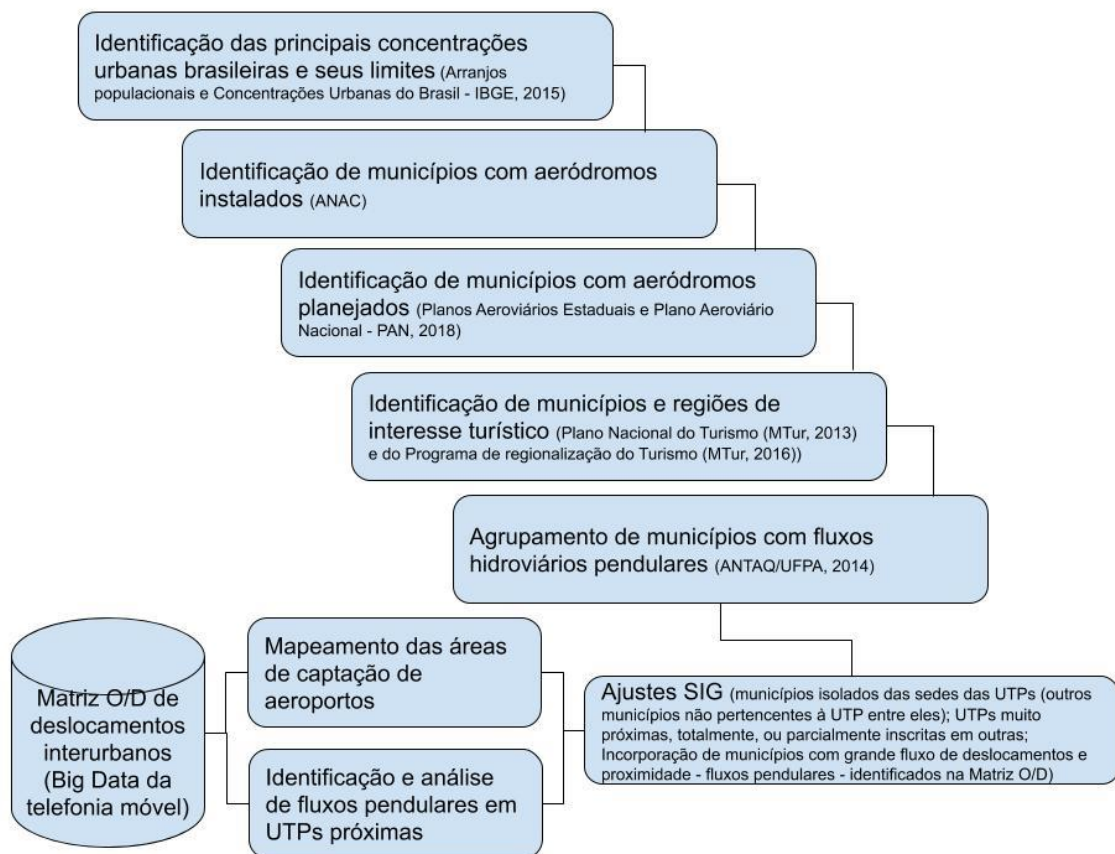 Identificação das principais concentrações
urbanas brasileiras e seus limites (Arranjos
populacionais e Concentrações Urbanas do Brasil - IBGE, 2015)
Identificação de municípios com aeródromos
instalados (ANAC)
Identificação de municípios com aeródromos
planejados (Planos Aeroviários Estaduais e Plano Aeroviário
Nacional - PAN, 2018)
Identificação de municípios e regiões de
interesse turístico (Plano Nacional do Turismo (MTur, 2013)
e do Programa de regionalização do Turismo (MTur, 2016))
Agrupamento de municípios com fluxos
hidroviários pendulares (ANTAQ/UFPA, 2014)
Matriz O/D de
deslocamentos
interurbanos
(Big Data da
telefonia móvel)
Mapeamento das áreas
de captação de
aeroportos
Identificação e análise
de fluxos pendulares em
UTPs próximas
Ajustes SIG (municípios isolados das sedes das UTPs (outros
municípios não pertencentes à UTP entre eles); UTPs muito
próximas, totalmente, ou parcialmente inscritas em outras;
Incorporação de municípios com grande fluxo de deslocamentos e
proximidade - fluxos pendulares - identificados na Matriz O/D)